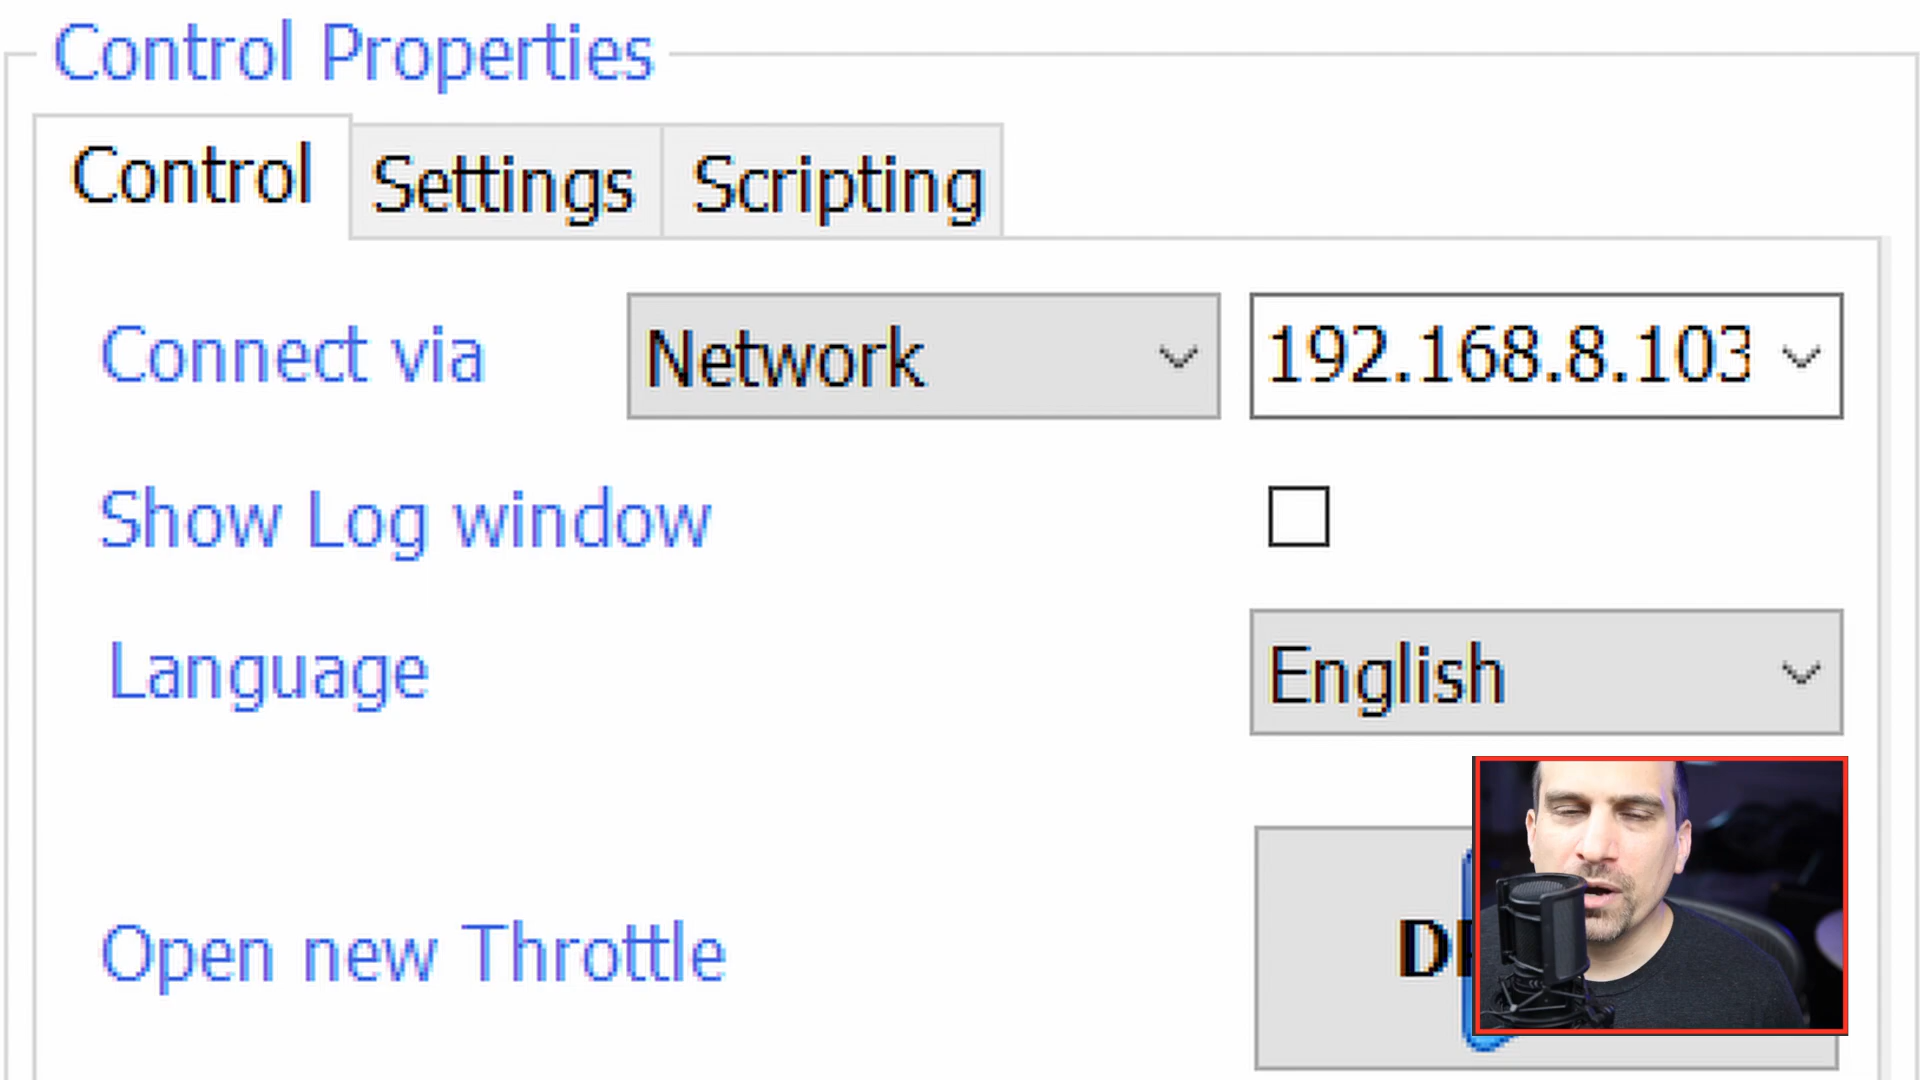 Control Properties
Control Settings Scripting
Connect via Network 192.168.8.103
Show Log window
Language English
Open new Throttle